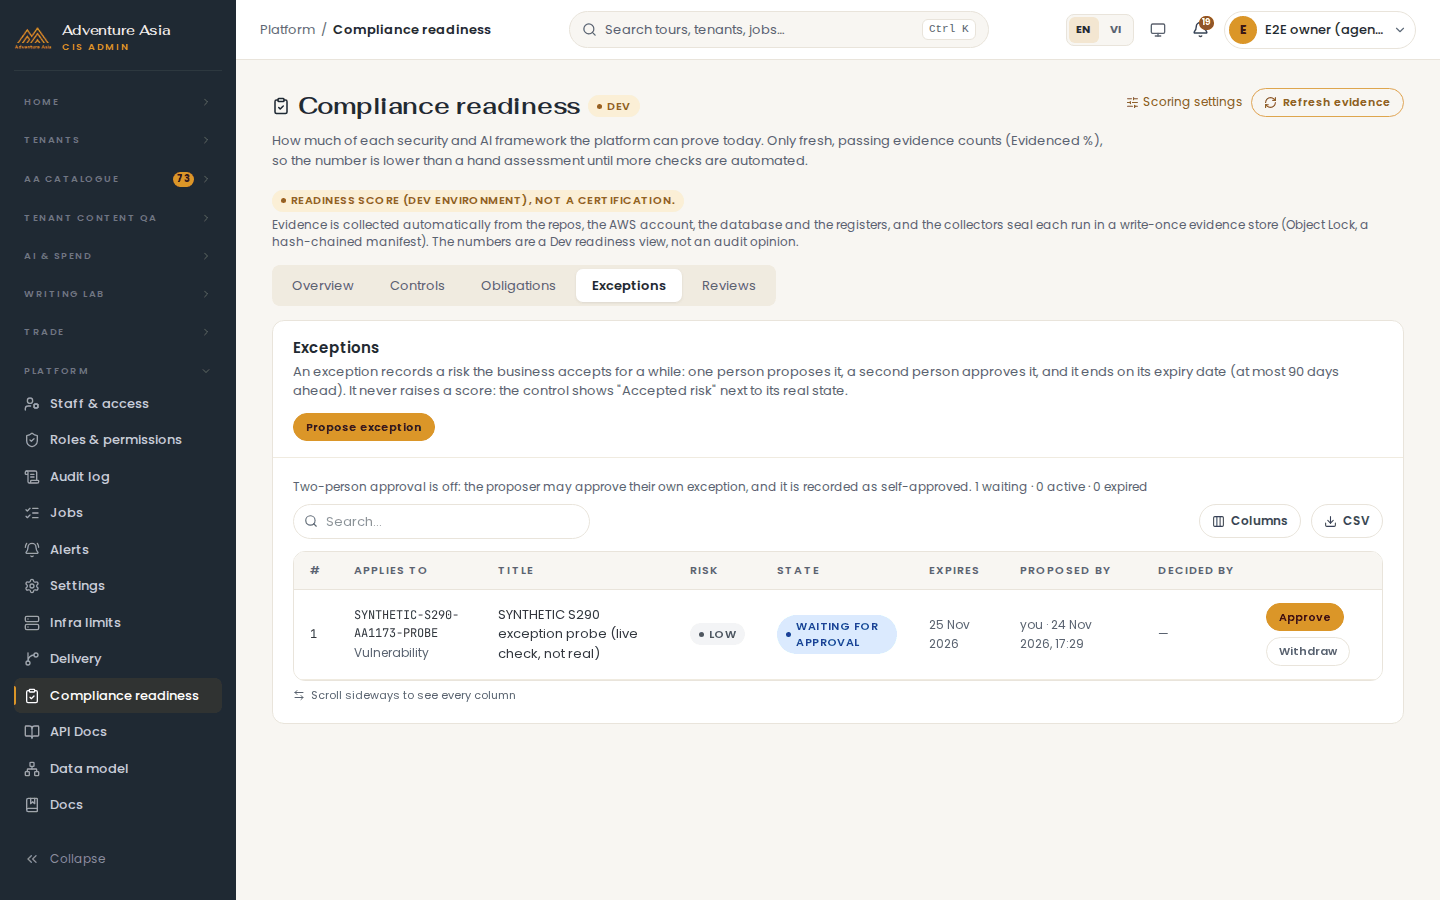 Adventure Asia
Adventure Asia
CIS ADMIN
HOME
TENANTS
AA CATALOGUE 73
TENANT CONTENT QA
AI & SPEND
WRITING LAB
TRADE
PLATFORM
Staff & access
Roles & permissions
Audit log
Jobs
Alerts
Settings
Infra limits
Delivery
Compliance readiness
API Docs
Data model
Docs
Collapse
Platform / Compliance readiness
Search tours, tenants, jobs...
Ctrl K
EN VI
19
E E2E owner (agen...
Compliance readiness
DEV
Scoring settings
Refresh evidence
How much of each security and AI framework the platform can prove today. Only fresh, passing evidence counts (Evidenced %),
so the number is lower than a hand assessment until more checks are automated.
READINESS SCORE (DEV ENVIRONMENT), NOT A CERTIFICATION.
Evidence is collected automatically from the repos, the AWS account, the database and the registers, and the collectors seal each run in a write-once evidence store (Object Lock, a
hash-chained manifest). The numbers are a Dev readiness view, not an audit opinion.
Overview Controls Obligations Exceptions Reviews
Exceptions
An exception records a risk the business accepts for a while: one person proposes it, a second person approves it, and it ends on its expiry date (at most 90 days
ahead). It never raises a score: the control shows "Accepted risk" next to its real state.
Propose exception
Two-person approval is off: the proposer may approve their own exception, and it is recorded as self-approved. 1 waiting · 0 active · 0 expired
Search...
Columns CSV
# APPLIES TO TITLE RISK STATE EXPIRES PROPOSED BY DECIDED BY
1
SYNTHETIC-S290-
AA1173-PROBE
Vulnerability
SYNTHETIC S290
exception probe (live
check, not real)
LOW
WAITING FOR
APPROVAL
25 Nov
2026
you · 24 Nov
2026, 17:29
—
Approve
Withdraw
Scroll sideways to see every column